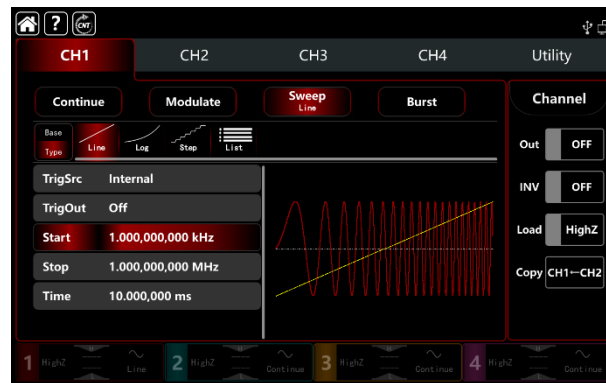 ? CNT
CH1 CH2 CH3 CH4 Utility
Continue Modulate Sweep Burst Channel
Line
Base
Type Line Log Step List
Out OFF
TrigSrc Internal
INV OFF
TrigOut Off
Load HighZ
Start 1.000,000,000 kHz
Stop 1.000,000,000 MHz
Copy CH1←CH2
Time 10.000,000 ms
1 HighZ Line 2 HighZ Continue 3 HighZ Continue 4 HighZ Continue